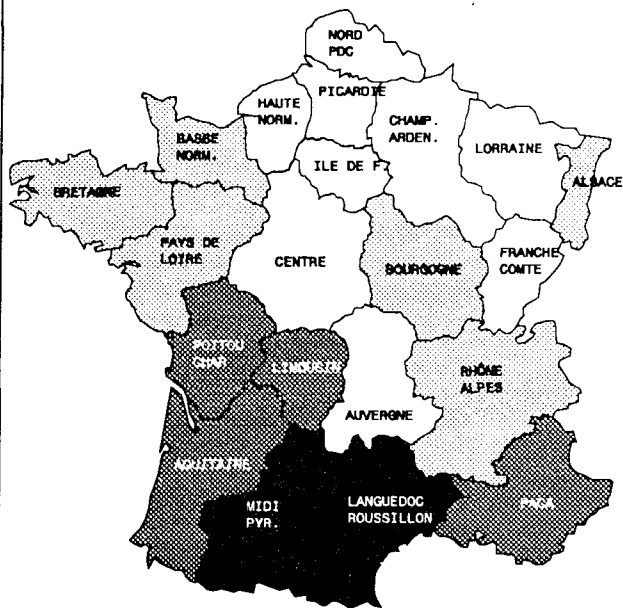 NORD
PDC
PICARDIE
HAUTE
NORM.
CHAMP.
ARDEN.
BASSE
NORM.
LORRAINE
ILE DE F.
ALSACE
BRETAGNE
PAYS DE
LOIRE
CENTRE
BOURGOGNE
FRANCHE
COMTE
POITOU
CHAR.
LIMOUSIN
RHÔNE
ALPES
AUVERGNE
AQUITAIRE
MIDI
PYR.
LANGUEDOC
ROUSSILLON
PACA